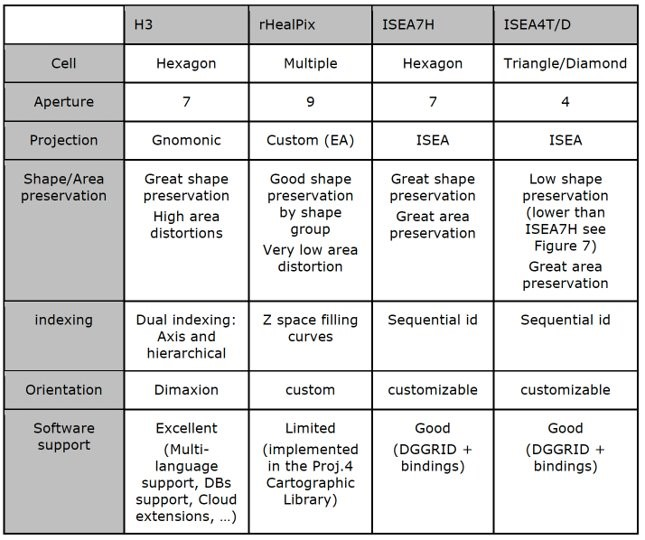 H3 rHealPix ISEA7H ISEA4T/D
Cell Hexagon Multiple Hexagon Triangle/Diamond
Aperture 7 9 7 4
Projection Gnomonic Custom (EA) ISEA ISEA
Shape/Area
preservation
Great shape
preservation
High area
distortions
Good shape
preservation
by shape
group
Very low area
distortion
Great shape
preservation
Great area
preservation
Low shape
preservation
(lower than
ISEA7H see
Figure 7)
Great area
preservation
indexing
Dual indexing:
Axis and
hierarchical
Z space filling
curves
Sequential id
Sequential id
Orientation Dimaxion custom customizable customizable
Software
support
Excellent
(Multi-
language
support, DBs
support, Cloud
extensions, …)
Limited
(implemented
in the Proj.4
Cartographic
Library)
Good
(DGGRID +
bindings)
Good
(DGGRID +
bindings)